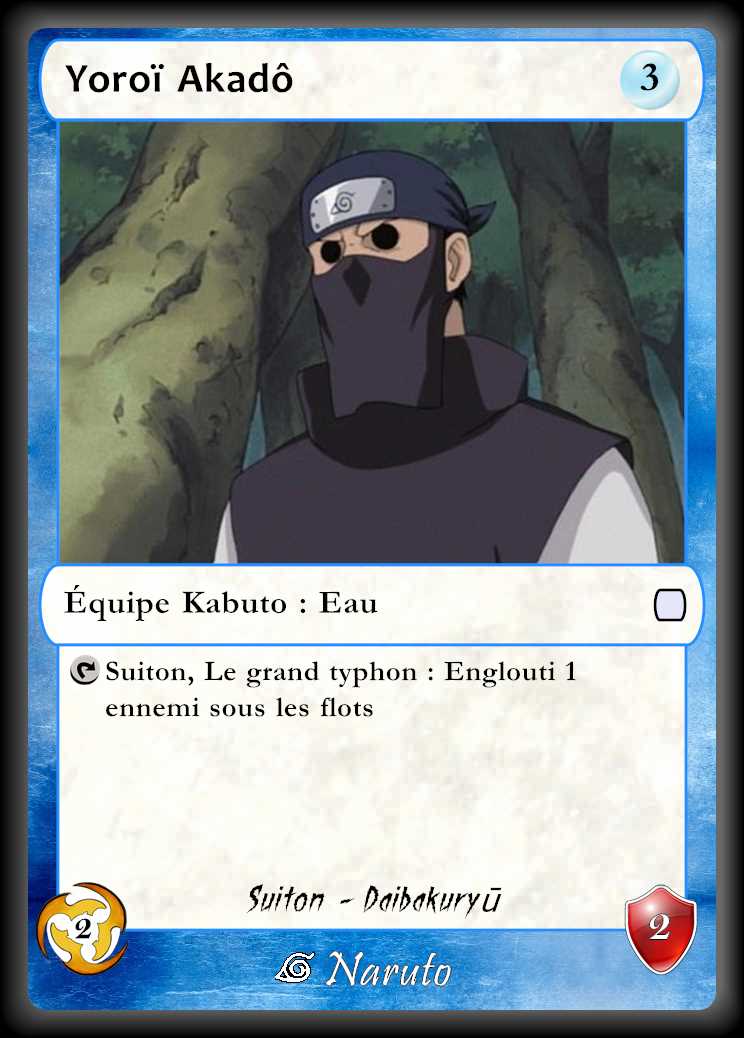 Yoroï Akadô
3
Équipe Kabuto : Eau
Suiton, Le grand typhon : Englouti 1
ennemi sous les flots
Suiton - Daibakuryū
2
2
Naruto